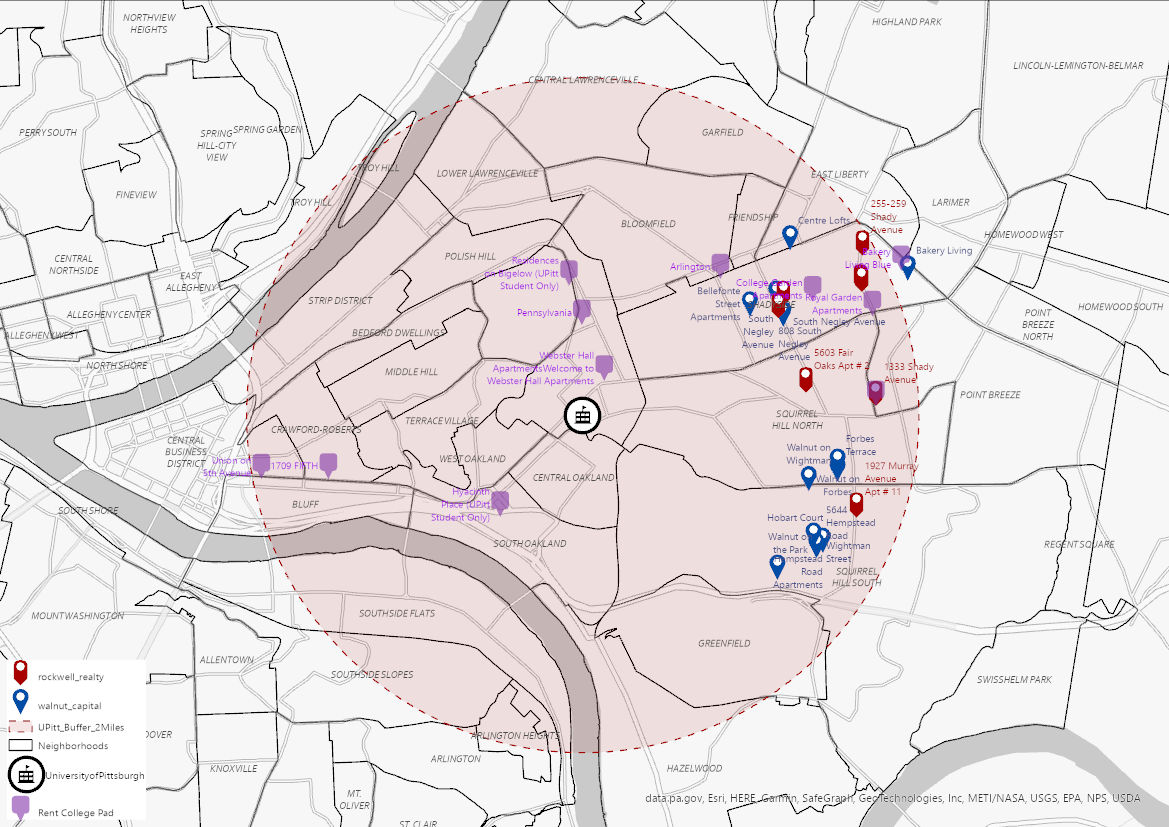 NORTHVIEW
HEIGHTS
HIGHLAND PARK
LINCOLN-LEMINGTON-BELMAR
CENTRAL LAWRENCEVILLE
PERRY SOUTH
SPRING
HILL-CITY
VIEW
SPRING GARDEN
GARFIELD
TROY HILL
LOWER LAWRENCEVILLE
EAST LIBERTY
FINEVIEW
TROY HILL
LARIMER
255-259
Shady
Avenue
BLOOMFIELD
FRIENDSHIP
Centre Lofts
HOMEWOOD WEST
CENTRAL
NORTHSIDE
POLISH HILL
Residences
on Bigelow (UPitt
Student Only)
Arlington
Bakery
Living Blue
Bakery Living
EAST
ALLEGHENY
STRIP DISTRICT
Bellefonte
Street
Apartments
College Garden
Apartments
Royal Garden
Apartments
HOMEWOOD SOUTH
ALLEGHENY CENTER
Pennsylvania
South
Negley
Avenue
South Negley Avenue
808 South
Negley
Avenue
POINT
BREEZE
NORTH
ALLEGHENY WEST
BEDFORD DWELLINGS
NORTH SHORE
MIDDLE HILL
Webster Hall
ApartmentsWelcome to
Webster Hall Apartments
5603 Fair
Oaks Apt # 2
1333 Shady
Avenue
POINT BREEZE
SQUIRREL
HILL NORTH
CRAWFORD-ROBERTS
TERRACE VILLAGE
CENTRAL
BUSINESS
DISTRICT
Union on
5th Avenue
1709 FIFTH
WEST OAKLAND
CENTRAL OAKLAND
Walnut on
Wightman
Forbes
Terrace
Walnut on
Forbes
1927 Murray
Avenue
Apt # 11
SOUTH SHORE
BLUFF
Hyacinth
Place (UPitt
Student Only)
Hobart Court
5644
Hempstead
Road
SOUTH OAKLAND
Walnut on
the Park
Wightman
Street
Hempstead
Road
Apartments
SQUIRREL
HILL SOUTH
REGENT SQUARE
MOUNT WASHINGTON
SOUTHSIDE FLATS
GREENFIELD
ALLENTOWN
SOUTHSIDE SLOPES
SWISSHELM PARK
ARLINGTON HEIGHTS
ARLINGTON
KNOXVILLE
HAZELWOOD
MT.
OLIVER
ST. CLAIR
rockwell_realty
walnut_capital
UPitt_Buffer_2Miles
Neighborhoods
UniversityofPittsburgh
Rent College Pad
data.pa.gov, Esri, HERE, Garmin, SafeGraph, GeoTechnologies, Inc, METI/NASA, USGS, EPA, NPS, USDA